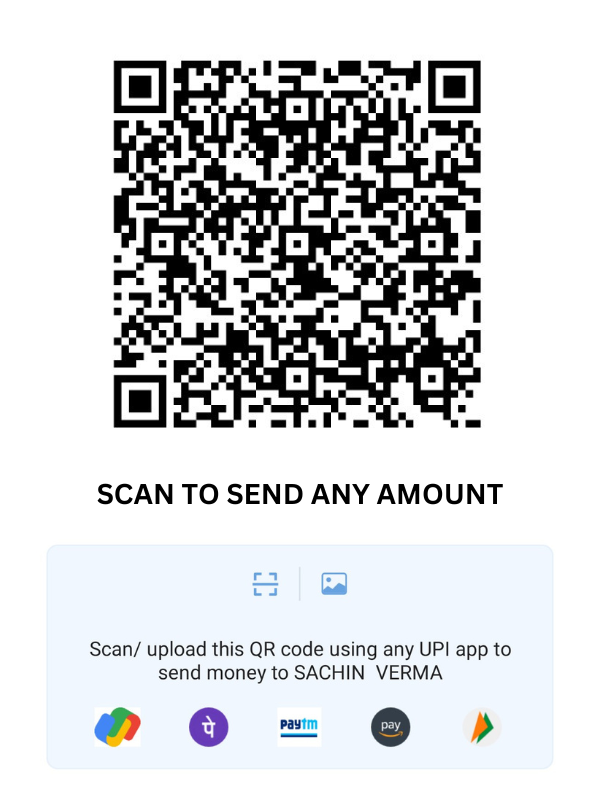 SCAN TO SEND ANY AMOUNT
Scan/ upload this QR code using any UPI app to
send money to SACHIN VERMA
पे
paytm
pay